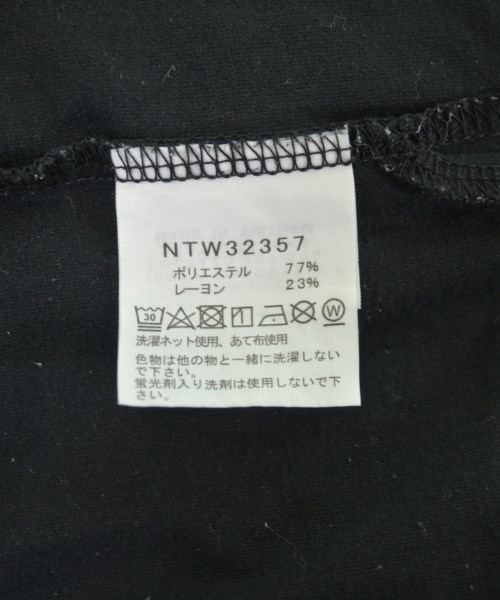 NTW32357
ポリエステル 77%
レーヨン 23%
30 W
洗濯ネット使用、あて布使用
色物は他の物と一緒に洗濯しない
で下さい。
蛍光剤入り洗剤は使用しないで下
さい。